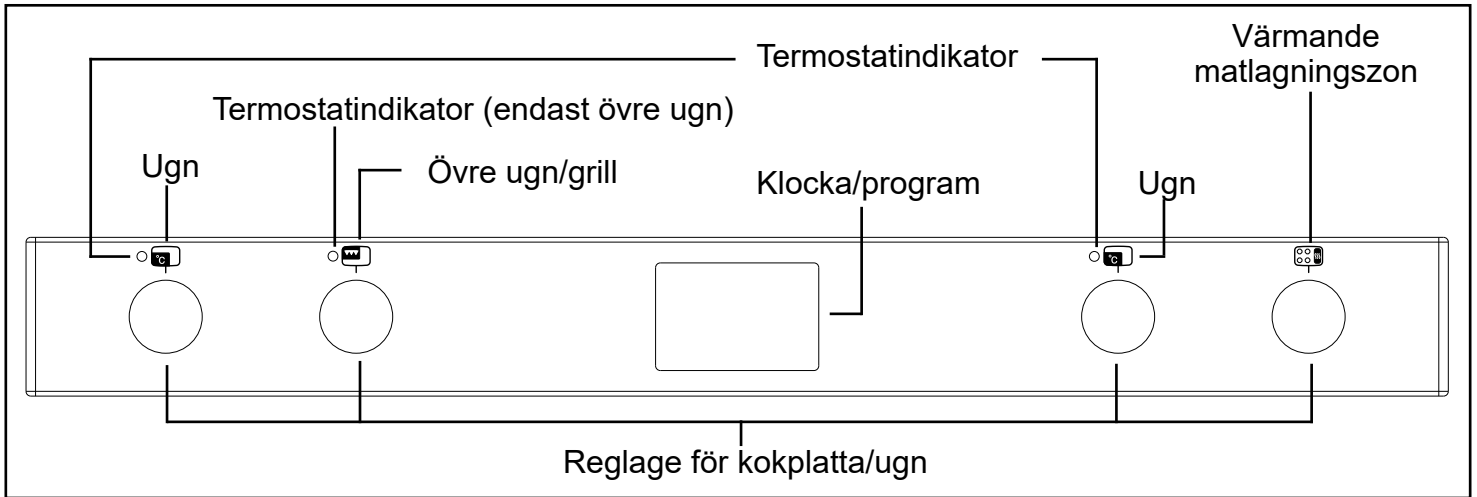 Värmande
matlagningszon
Termostatindikator
Termostatindikator (endast övre ugn)
Ugn
Övre ugn/grill
Klocka/program
Ugn
°C
°C
Reglage för kokplatta/ugn